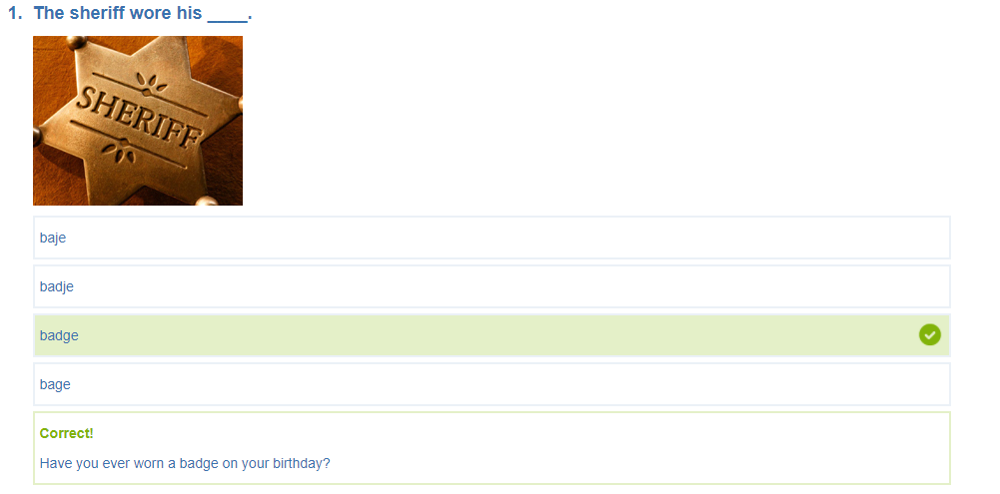 1. The sheriff wore his ____.
SHERIFF
baje
badje
badge
bage
Correct!
Have you ever worn a badge on your birthday?